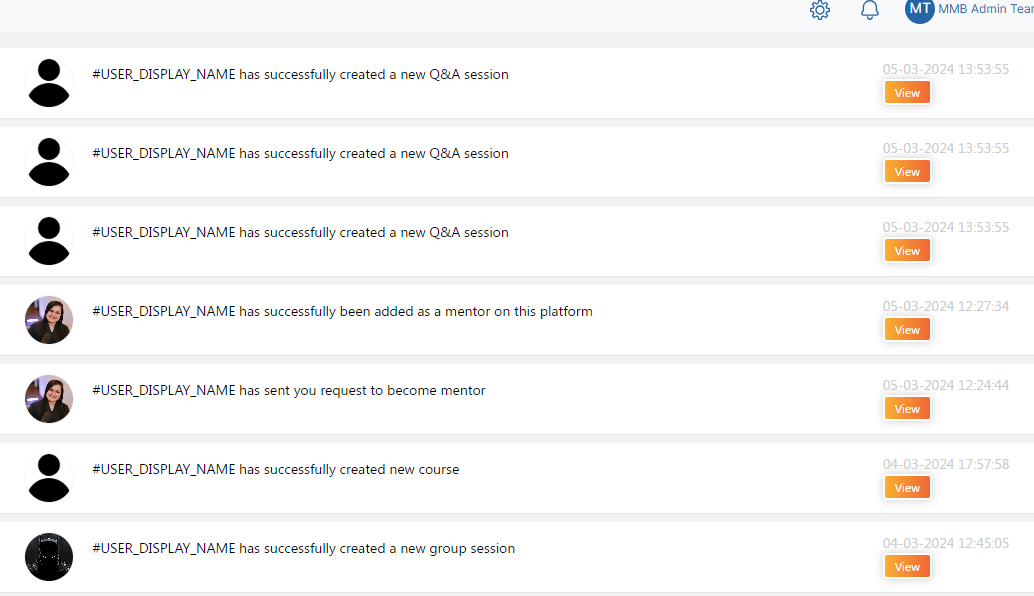 MT MMB Admin Tea
#USER_DISPLAY_NAME has successfully created a new Q&A session
05-03-2024 13:53:55
View
#USER_DISPLAY_NAME has successfully created a new Q&A session
05-03-2024 13:53:55
View
#USER_DISPLAY_NAME has successfully created a new Q&A session
05-03-2024 13:53:55
View
#USER_DISPLAY_NAME has successfully been added as a mentor on this platform
05-03-2024 12:27:34
View
#USER_DISPLAY_NAME has sent you request to become mentor
05-03-2024 12:24:44
View
#USER_DISPLAY_NAME has successfully created new course
04-03-2024 17:57:58
View
#USER_DISPLAY_NAME has successfully created a new group session
04-03-2024 12:45:05
View